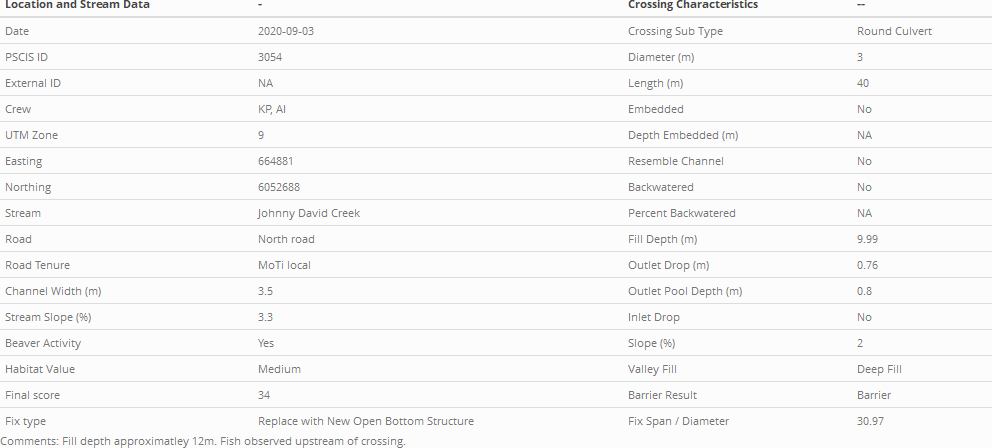 Location and Stream Data - Crossing Characteristics --
Date 2020-09-03 Crossing Sub Type Round Culvert
PSCIS ID 3054 Diameter (m) 3
External ID NA Length (m) 40
Crew KP, AI Embedded No
UTM Zone 9 Depth Embedded (m) NA
Easting 664881 Resemble Channel No
Northing 6052688 Backwatered No
Stream Johnny David Creek Percent Backwatered NA
Road North road Fill Depth (m) 9.99
Road Tenure MoTi local Outlet Drop (m) 0.76
Channel Width (m) 3.5 Outlet Pool Depth (m) 0.8
Stream Slope (%) 3.3 Inlet Drop No
Beaver Activity Yes Slope (%) 2
Habitat Value Medium Valley Fill Deep Fill
Final score 34 Barrier Result Barrier
Fix type Replace with New Open Bottom Structure Fix Span / Diameter 30.97
Comments: Fill depth approximatley 12m. Fish observed upstream of crossing.